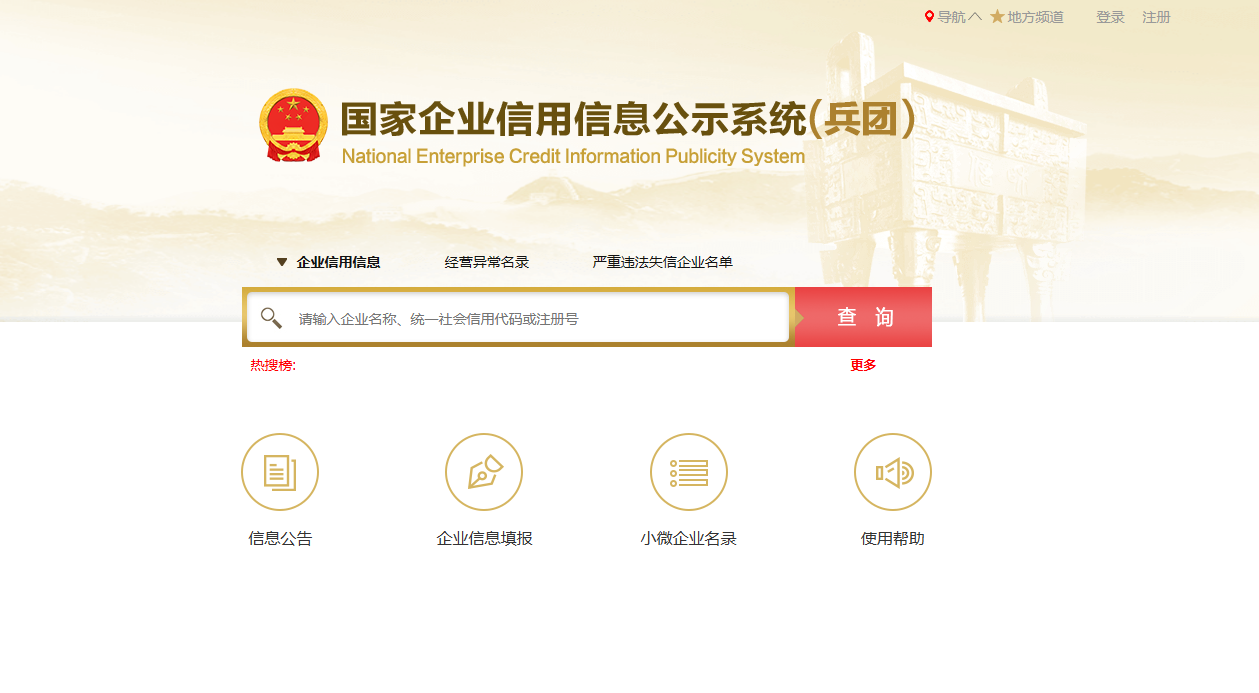 导航 地方频道 登录 注册
国家企业信用信息公示系统(兵团)
National Enterprise Credit Information Publicity System
企业信用信息 经营异常名录 严重违法失信企业名单
请输入企业名称、统一社会信用代码或注册号 查 询
热搜榜: 更多
信息公告 企业信息填报 小微企业名录 使用帮助